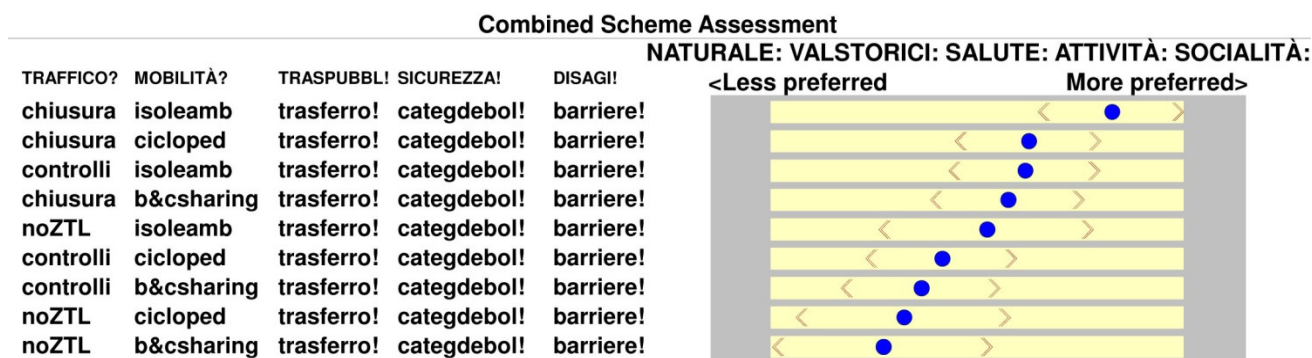 Combined Scheme Assessment
NATURALE: VALSTORICI: SALUTE: ATTIVITÀ: SOCIALITÀ:
TRAFFICO? MOBILITÀ? TRASPUBBL! SICUREZZA! DISAGI! <Less preferred More preferred>
chiusura isoleamb trasferro! categdebol! barriere!
chiusura cicloped trasferro! categdebol! barriere!
controlli isoleamb trasferro! categdebol! barriere!
chiusura b&csharing trasferro! categdebol! barriere!
noZTL isoleamb trasferro! categdebol! barriere!
controlli cicloped trasferro! categdebol! barriere!
controlli b&csharing trasferro! categdebol! barriere!
noZTL cicloped trasferro! categdebol! barriere!
noZTL b&csharing trasferro! categdebol! barriere!